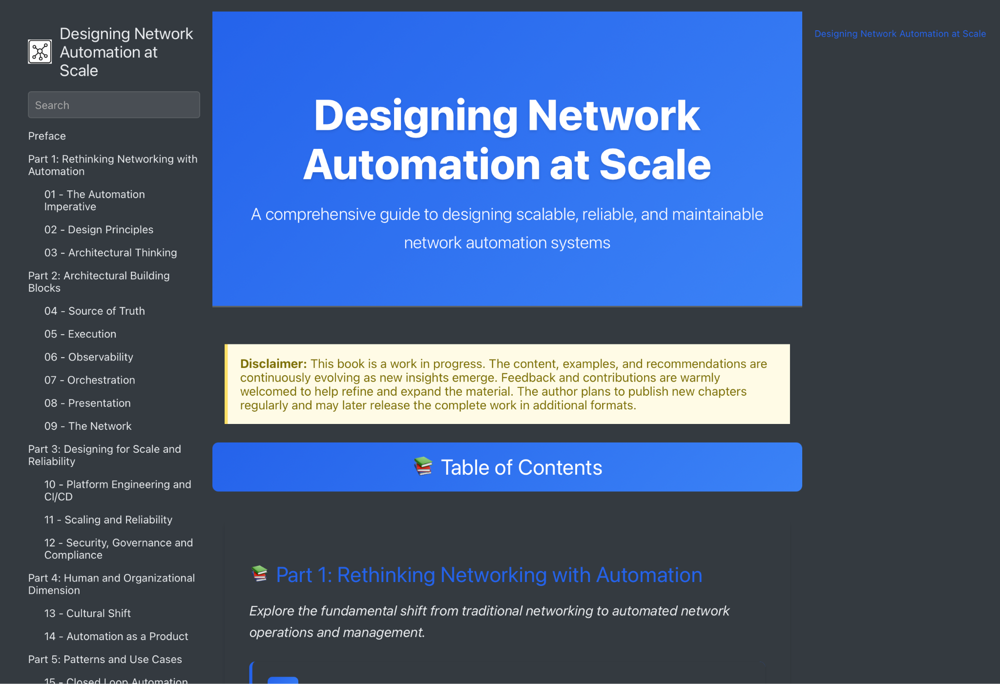 Designing Network
Automation at
Scale
Search
Preface
Part 1: Rethinking Networking with
Automation
01 - The Automation
Imperative
02 - Design Principles
03 - Architectural Thinking
Part 2: Architectural Building
Blocks
04 - Source of Truth
05 - Execution
06 - Observability
07 - Orchestration
08 - Presentation
09 - The Network
Part 3: Designing for Scale and
Reliability
10 - Platform Engineering and
CI/CD
11 - Scaling and Reliability
12 - Security, Governance and
Compliance
Part 4: Human and Organizational
Dimension
13 - Cultural Shift
14 - Automation as a Product
Part 5: Patterns and Use Cases
15 - Closed Loop Automation
Designing Network
Automation at Scale
A comprehensive guide to designing scalable, reliable, and maintainable
network automation systems
Disclaimer: This book is a work in progress. The content, examples, and recommendations are
continuously evolving as new insights emerge. Feedback and contributions are warmly
welcomed to help refine and expand the material. The author plans to publish new chapters
regularly and may later release the complete work in additional formats.
📚 Table of Contents
📚 Part 1: Rethinking Networking with Automation
Explore the fundamental shift from traditional networking to automated network
operations and management.
Designing Network Automation at Scale